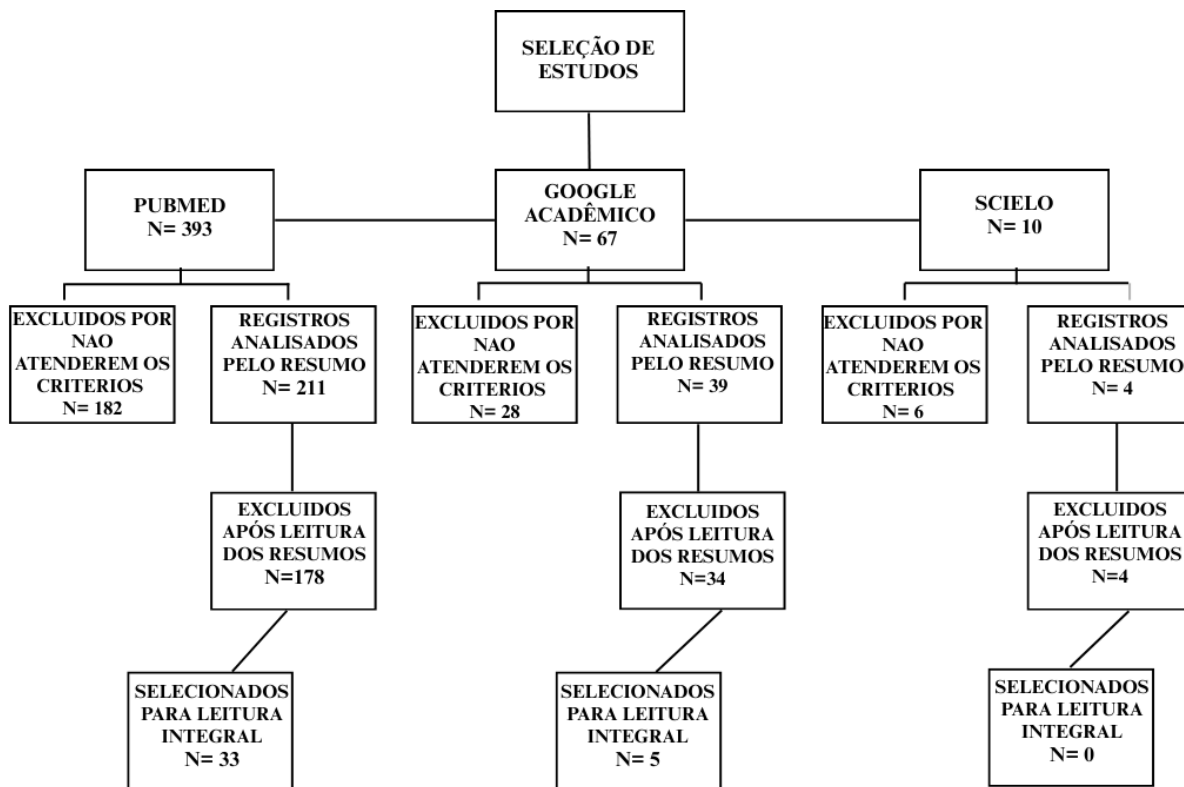 SELEÇÃO DE
ESTUDOS
PUBMED
N= 393
GOOGLE
ACADÊMICO
N= 67
SCIELO
N= 10
EXCLUIDOS POR
NAO
ATENDEREM OS
CRITERIOS
N= 182
REGISTROS
ANALISADOS
PELO RESUMO
N= 211
EXCLUIDOS POR
NAO
ATENDEREM OS
CRITERIOS
N= 28
REGISTROS
ANALISADOS
PELO RESUMO
N= 39
EXCLUIDOS POR
NAO
ATENDEREM OS
CRITERIOS
N= 6
REGISTROS
ANALISADOS
PELO RESUMO
N= 4
EXCLUIDOS
APÓS LEITURA
DOS RESUMOS
N=178
EXCLUIDOS
APÓS LEITURA
DOS RESUMOS
N=34
EXCLUIDOS
APÓS LEITURA
DOS RESUMOS
N=4
SELECIONADOS
PARA LEITURA
INTEGRAL
N= 33
SELECIONADOS
PARA LEITURA
INTEGRAL
N= 5
SELECIONADOS
PARA LEITURA
INTEGRAL
N= 0